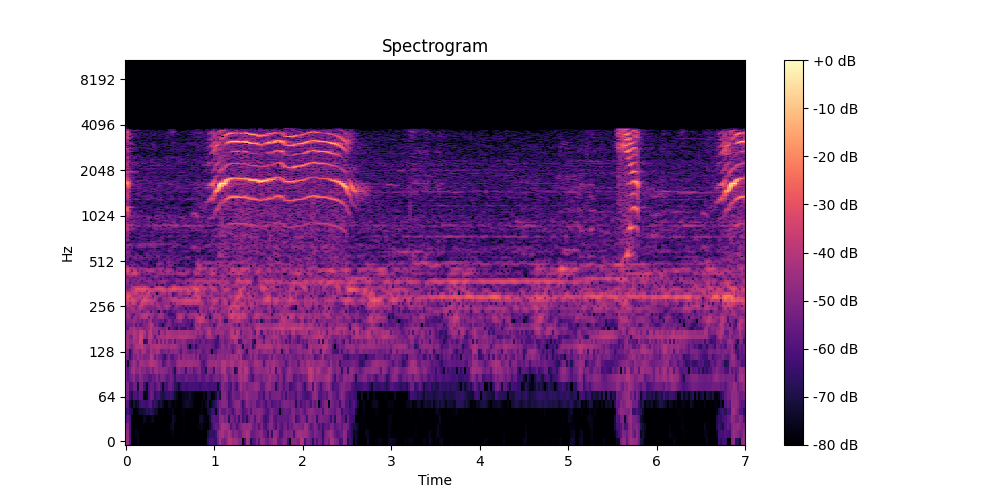 Spectrogram
8192
4096
2048
1024
512
256
128
64
0
Hz
0 1 2 3 4 5 6 7
Time
+0 dB
-10 dB
-20 dB
-30 dB
-40 dB
-50 dB
-60 dB
-70 dB
-80 dB